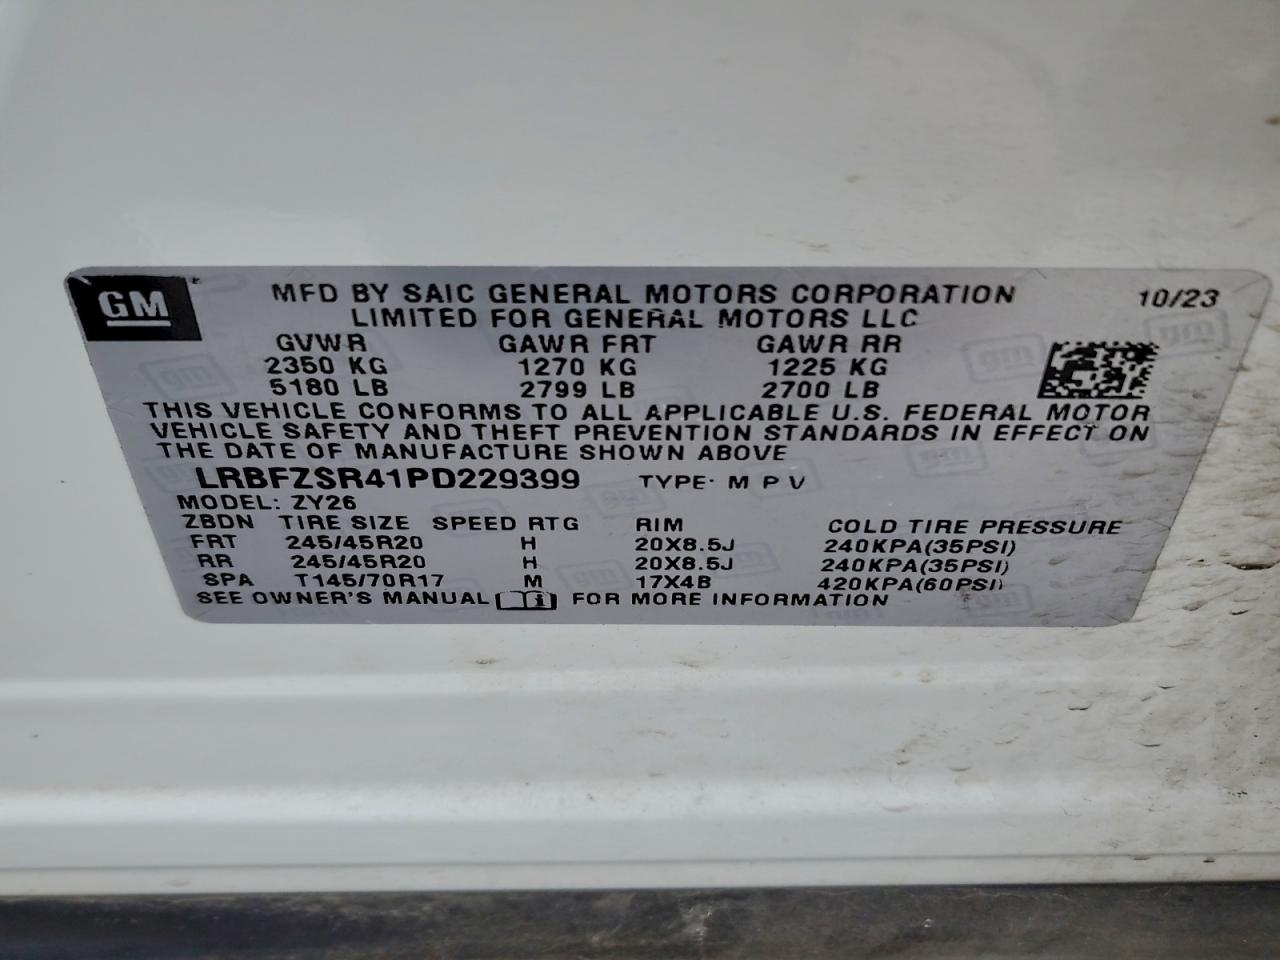 GM
MFD BY SAIC GENERAL MOTORS CORPORATION 10/23
LIMITED FOR GENERAL MOTORS LLC
GVWR GAWR FRT GAWR RR
2350 KG 1270 KG 1225 KG
5180 LB 2799 LB 2700 LB
THIS VEHICLE CONFORMS TO ALL APPLICABLE U.S. FEDERAL MOTOR
VEHICLE SAFETY AND THEFT PREVENTION STANDARDS IN EFFECT ON
THE DATE OF MANUFACTURE SHOWN ABOVE
LRBFZSR41PD229399 TYPE: M P V
MODEL: ZY26
ZBDN TIRE SIZE SPEED RTG RIM COLD TIRE PRESSURE
FRT 245/45R20 H 20X8.5J 240KPA(35PSI)
RR 245/45R20 H 20X8.5J 240KPA(35PSI)
SPA T145/70R17 M 17X4B 420KPA(60PSI)
SEE OWNER'S MANUAL FOR MORE INFORMATION